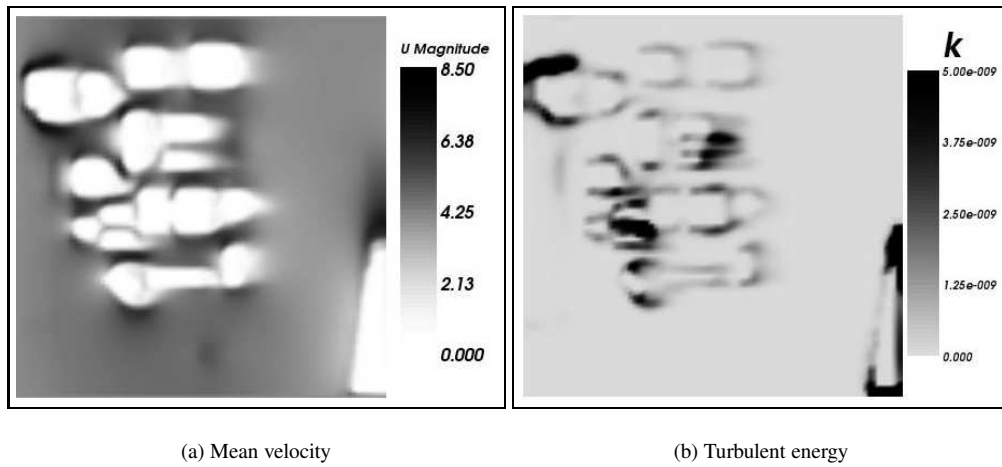 U Magnitude
8.50
6.38
4.25
2.13
0.000
k
5.00e-009
3.75e-009
2.50e-009
1.25e-009
0.000
(a) Mean velocity
(b) Turbulent energy